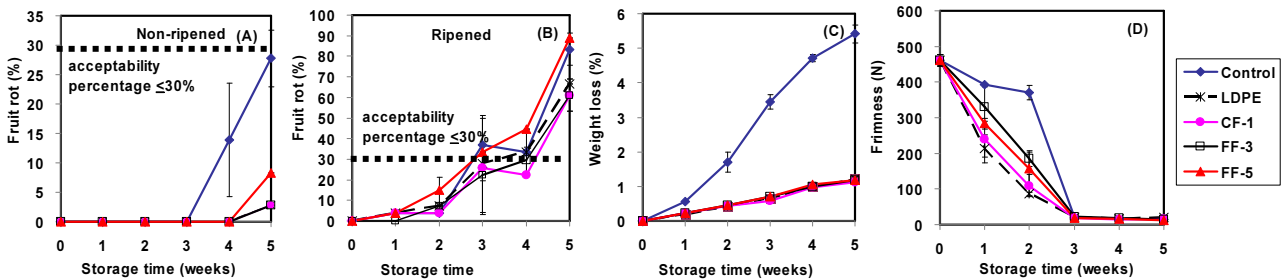 Fruit rot (%)
35
30
25
20
15
10
5
0
Non-ripened (A)
acceptability
percentage ≤30%
0 1 2 3 4 5
Storage time (weeks)
Fruit rot (%)
100
90
80
70
60
50
40
30
20
10
0
Ripened (B)
acceptability
percentage ≤30%
0 1 2 3 4 5
Storage time
Weight loss (%)
6
5
4
3
2
1
0
(C)
0 1 2 3 4 5
Storage time (weeks)
Frimness (N)
600
500
400
300
200
100
0
(D)
0 1 2 3 4 5
Storage time (weeks)
Control
LDPE
CF-1
FF-3
FF-5